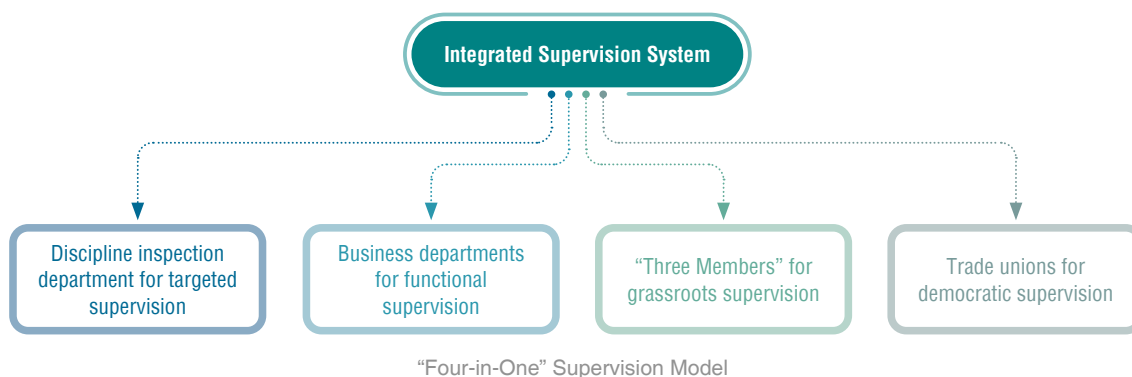 Integrated Supervision System
Discipline inspection
department for targeted
supervision
Business departments
for functional
supervision
“Three Members” for
grassroots supervision
Trade unions for
democratic supervision
“Four-in-One” Supervision Model